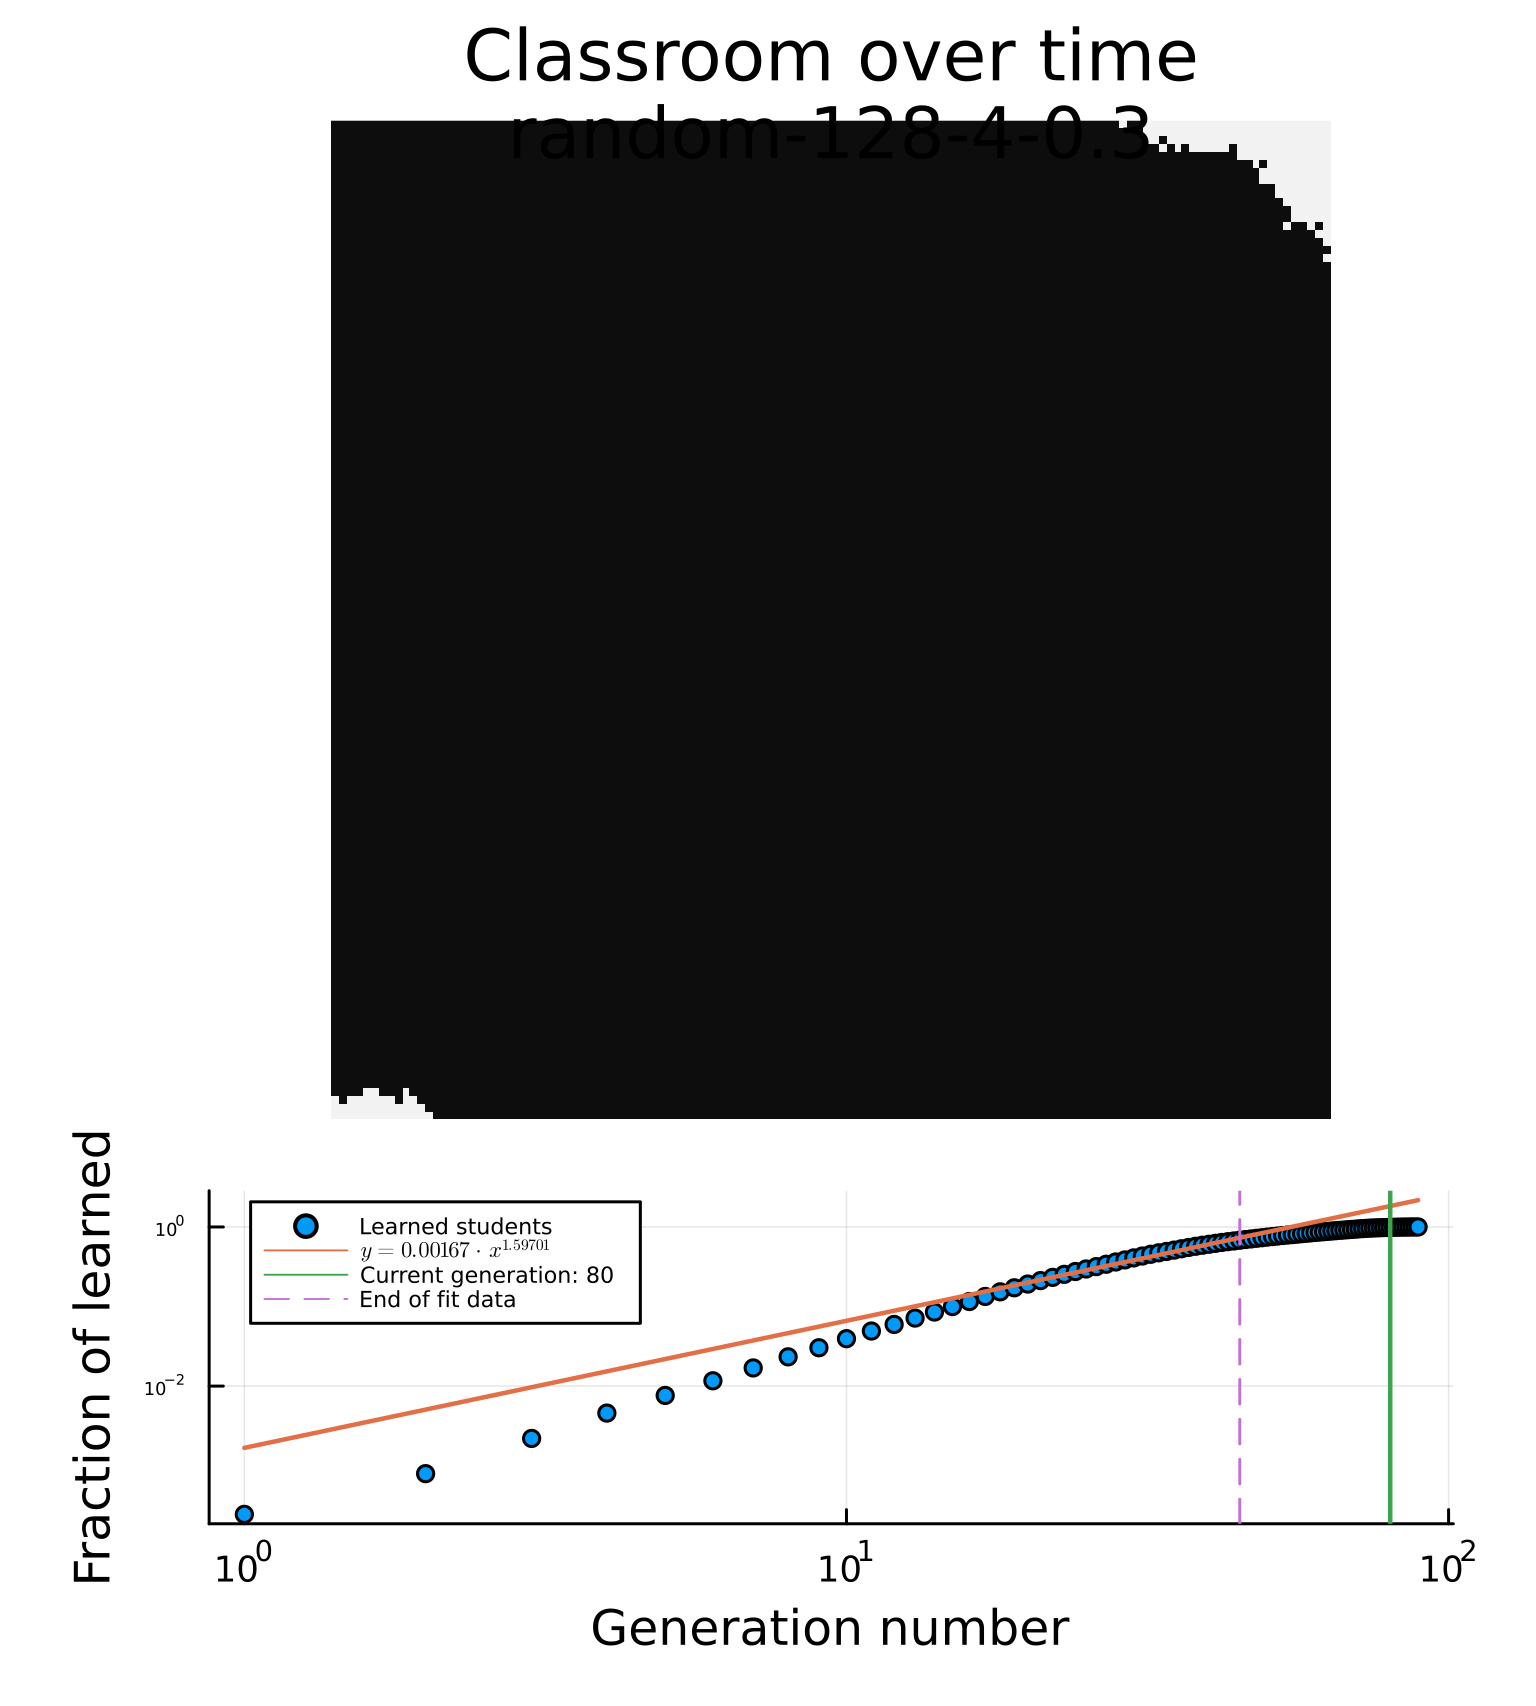 Classroom over time
random-128-4-0.3
Fraction of learned
10⁰
10⁻²
Learned students
y = 0.00167 · x^1.59701
Current generation: 80
End of fit data
10⁰ 10¹ 10²
Generation number